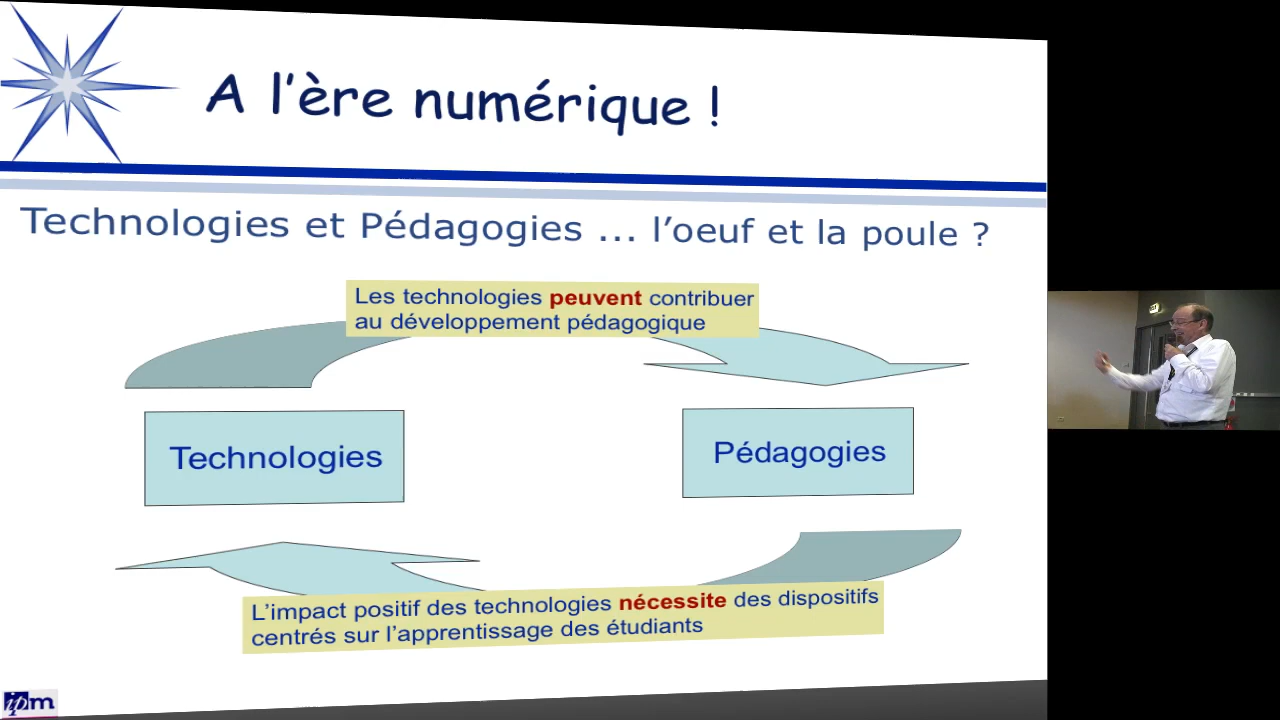 A l'ère numérique !
Technologies et Pédagogies ... l'oeuf et la poule ?
Les technologies peuvent contribuer
au développement pédagogique
Technologies
Pédagogies
L'impact positif des technologies nécessite des dispositifs
centrés sur l'apprentissage des étudiants
ipm